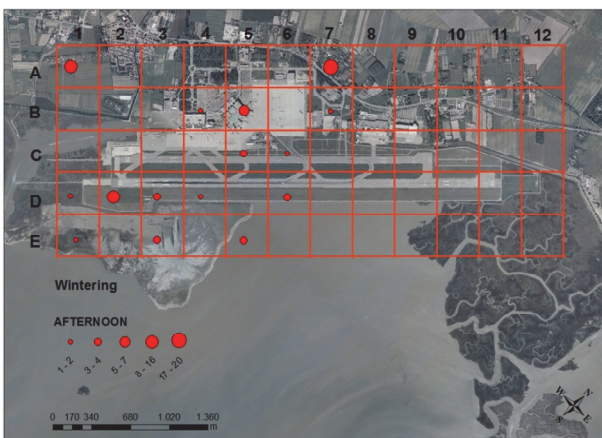 1 2 3 4 5 6 7 8 9 10 11 12
A
B
C
D
E
Wintering
AFTERNOON
1 - 2 3 - 4 5 - 7 8 - 16 17 - 20
0 170 340 680 1.020 1.360
m
N
W
E
S